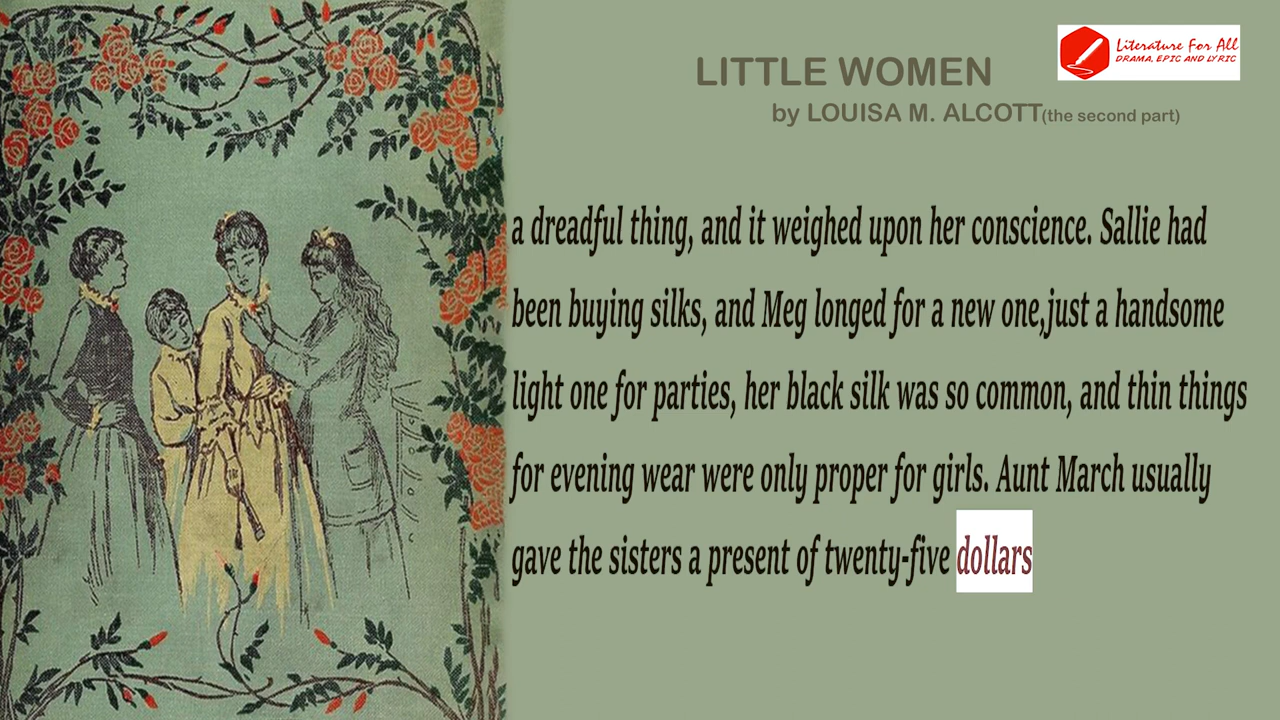 LITTLE WOMEN
by LOUISA M. ALCOTT(the second part)
Literature For All
DRAMA, EPIC AND LYRIC
a dreadful thing, and it weighed upon her conscience. Sallie had
been buying silks, and Meg longed for a new one,just a handsome
light one for parties, her black silk was so common, and thin things
for evening wear were only proper for girls. Aunt March usually
gave the sisters a present of twenty-five dollars